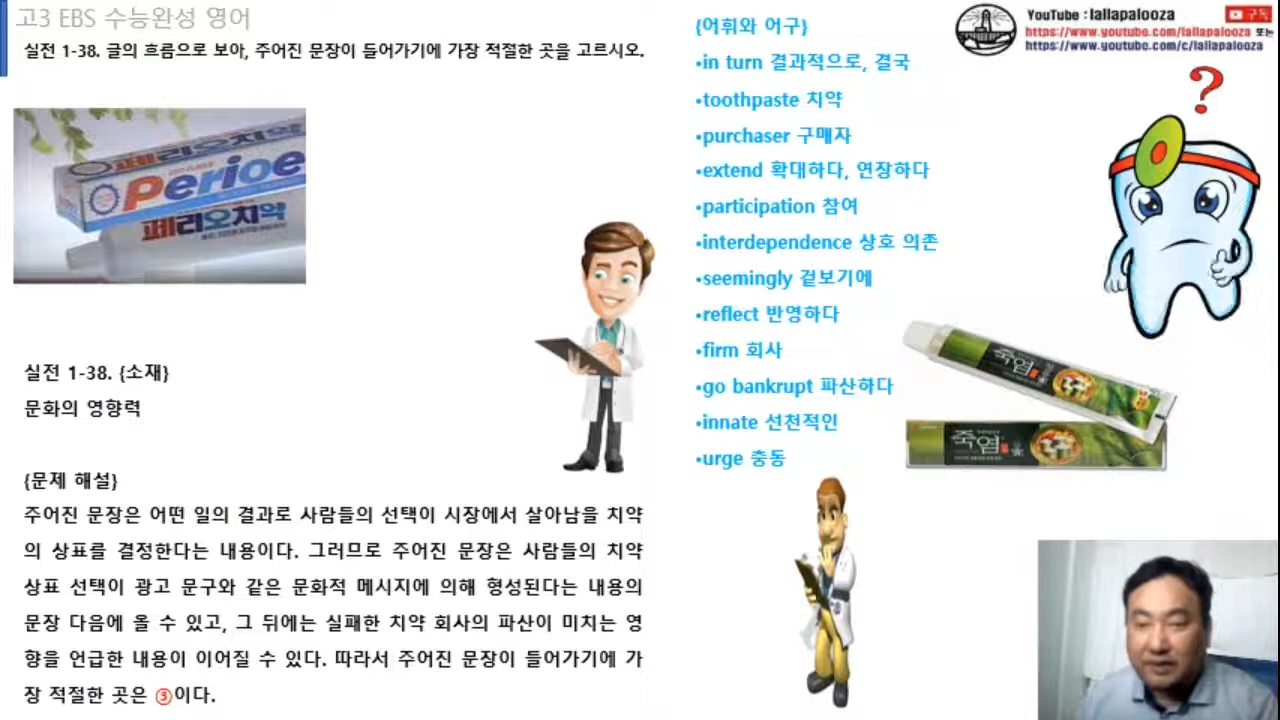 고3 EBS 수능완성 영어
실전 1-38. 글의 흐름으로 보아, 주어진 문장이 들어가기에 가장 적절한 곳을 고르시오.
페리오치약
Perioe
페리오치약
실전 1-38. {소재}
문화의 영향력
{문제 해설}
주어진 문장은 어떤 일의 결과로 사람들의 선택이 시장에서 살아남을 치약
의 상표를 결정한다는 내용이다. 그러므로 주어진 문장은 사람들의 치약
상표 선택이 광고 문구와 같은 문화적 메시지에 의해 형성된다는 내용의
문장 다음에 올 수 있고, 그 뒤에는 실패한 치약 회사의 파산이 미치는 영
향을 언급한 내용이 이어질 수 있다. 따라서 주어진 문장이 들어가기에 가
장 적절한 곳은 ③이다.
{어휘와 어구}
•in turn 결과적으로, 결국
•toothpaste 치약
•purchaser 구매자
•extend 확대하다, 연장하다
•participation 참여
•interdependence 상호 의존
•seemingly 겉보기에
•reflect 반영하다
•firm 회사
•go bankrupt 파산하다
•innate 선천적인
•urge 충동
YouTube : lallapalooza
구독
https://www.youtube.com/lallapalooza 또는
https://www.youtube.com/c/lallapalooza
?
죽염
죽염